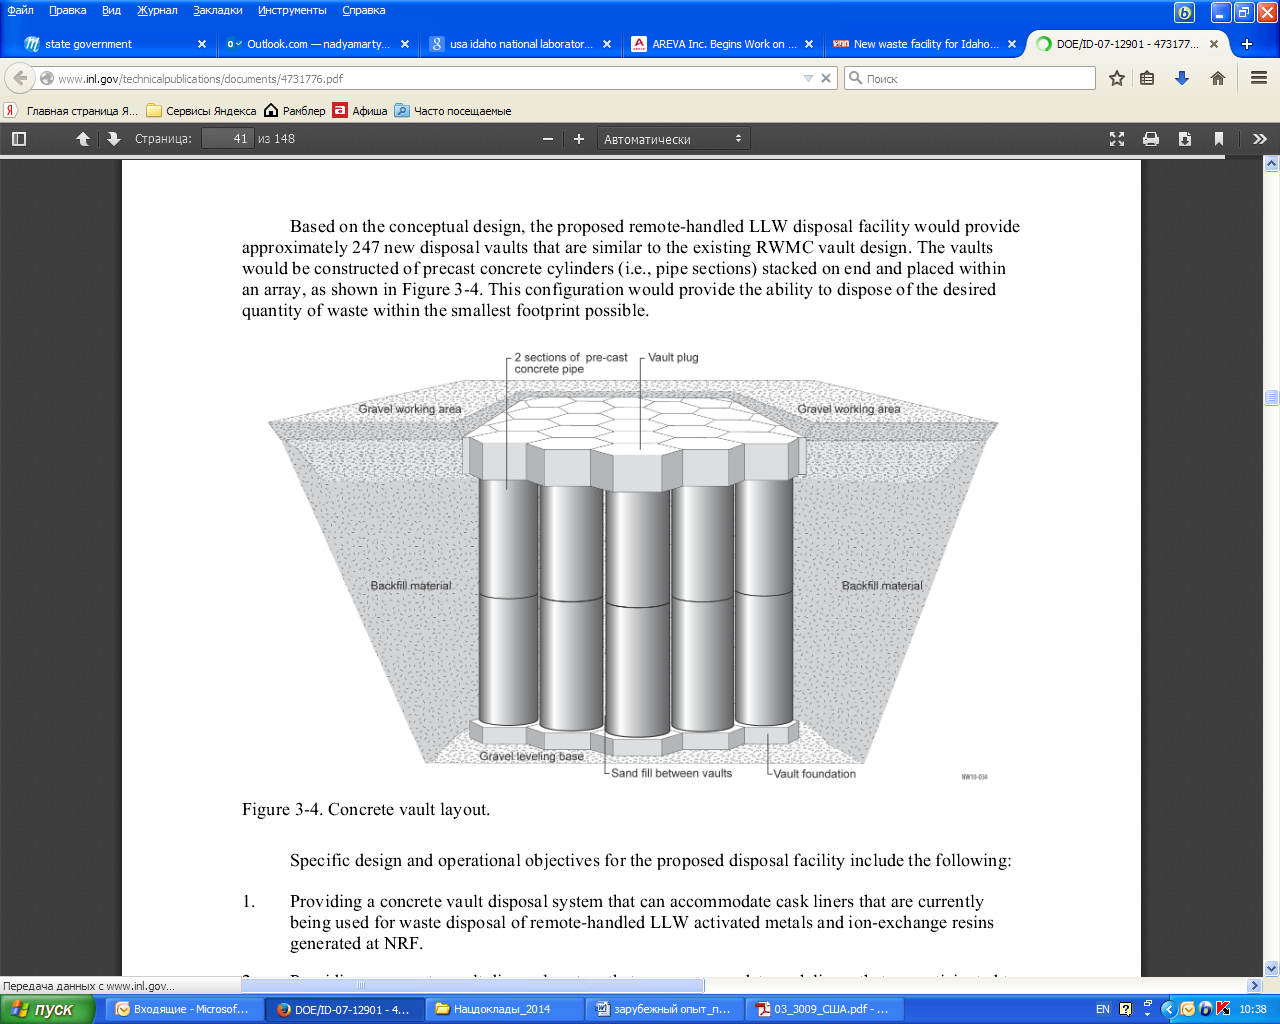 Файл Правка Вид Журнал Закладки Инструменты Справка
state government
Outlook.com — nadyamarty...
usa idaho national laborator...
AREVA Inc. Begins Work on ...
New waste facility for Idaho...
DOE/ID-07-12901 - 473177...
www.inl.gov/technicalpublications/documents/4731776.pdf
Поиск
Главная страница Я... Сервисы Яндекса Рамблер Афиша Часто посещаемые
Страница: 41 из 148 Автоматически
Based on the conceptual design, the proposed remote-handled LLW disposal facility would provide
approximately 247 new disposal vaults that are similar to the existing RWMC vault design. The vaults
would be constructed of precast concrete cylinders (i.e., pipe sections) stacked on end and placed within
an array, as shown in Figure 3-4. This configuration would provide the ability to dispose of the desired
quantity of waste within the smallest footprint possible.
2 sections of pre-cast
concrete pipe
Vault plug
Gravel working area
Gravel working area
Backfill material
Backfill material
Gravel leveling base
Sand fill between vaults
Vault foundation
NW10-034
Figure 3-4. Concrete vault layout.
Specific design and operational objectives for the proposed disposal facility include the following:
1. Providing a concrete vault disposal system that can accommodate cask liners that are currently
being used for waste disposal of remote-handled LLW activated metals and ion-exchange resins
generated at NRF.
Передача данных с www.inl.gov...
пуск
Входящие - Microsof...
DOE/ID-07-12901 - 4...
Нацдоклады_2014
зарубежный опыт_п...
03_3009_США.pdf - ...
EN
10:38